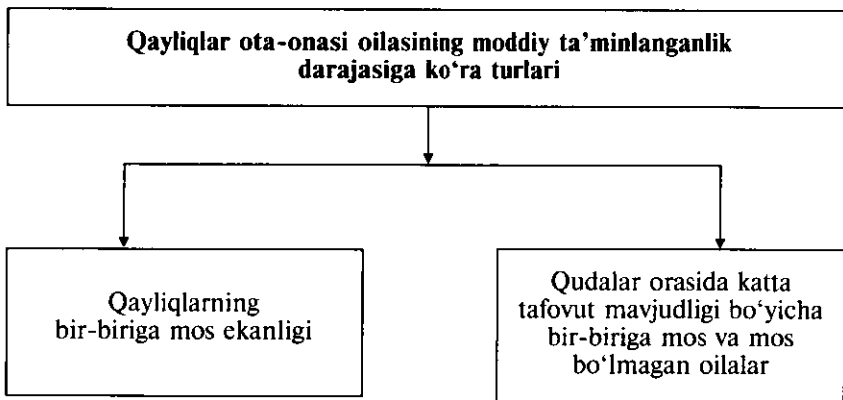 Qayliqlar ota-onasi oilasining moddiy ta’minlanganlik
darajasiga ko‘ra turlari
Qayliqlarning
bir-biriga mos ekanligi
Qudalar orasida katta
tafovut mavjudligi bo‘yicha
bir-biriga mos va mos
bo‘lmagan oilalar